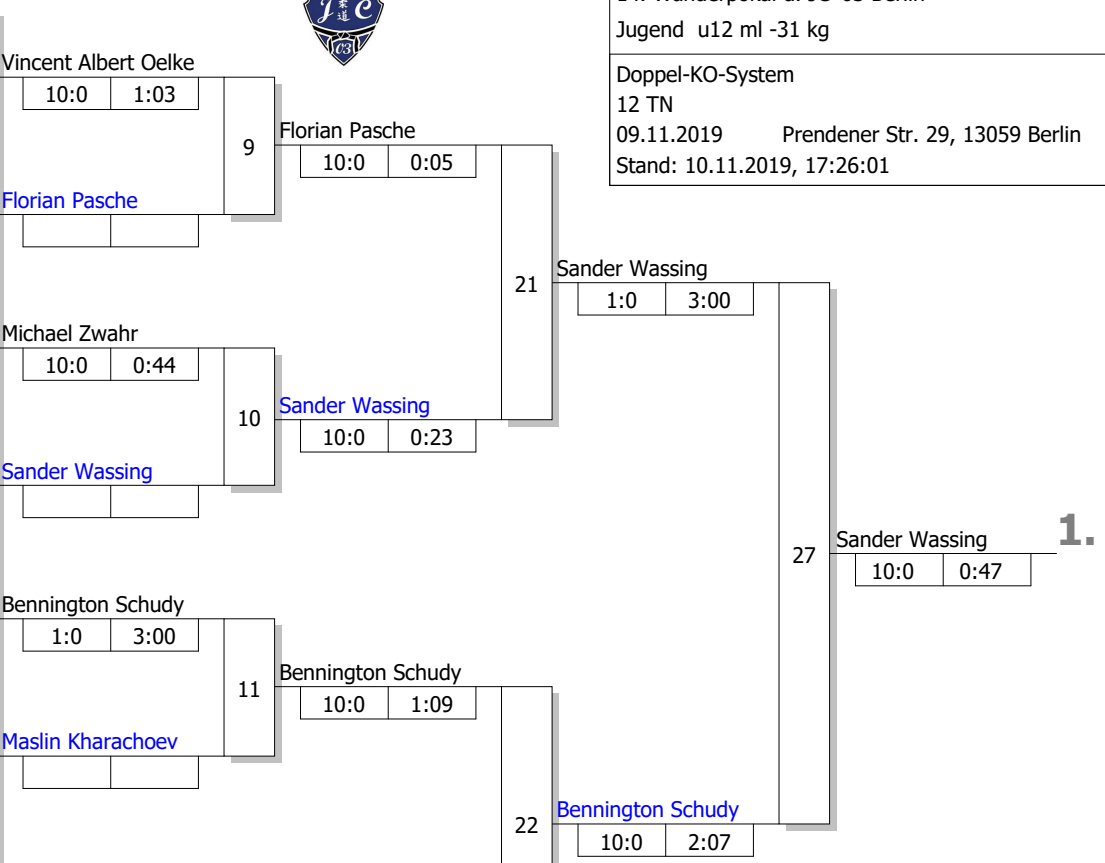 Jugend u12 ml -31 kg
Doppel-KO-System
12 TN
09.11.2019 Prendener Str. 29, 13059 Berlin
Stand: 10.11.2019, 17:26:01
J 柔道 C
03
Vincent Albert Oelke
10:0 1:03
9
Florian Pasche
10:0 0:05
Florian Pasche
21
Sander Wassing
1:0 3:00
Michael Zwahr
10:0 0:44
10
Sander Wassing
10:0 0:23
Sander Wassing
27
Sander Wassing
10:0 0:47
1.
Bennington Schudy
1:0 3:00
11
Bennington Schudy
10:0 1:09
Maslin Kharachoev
22
Bennington Schudy
10:0 2:07